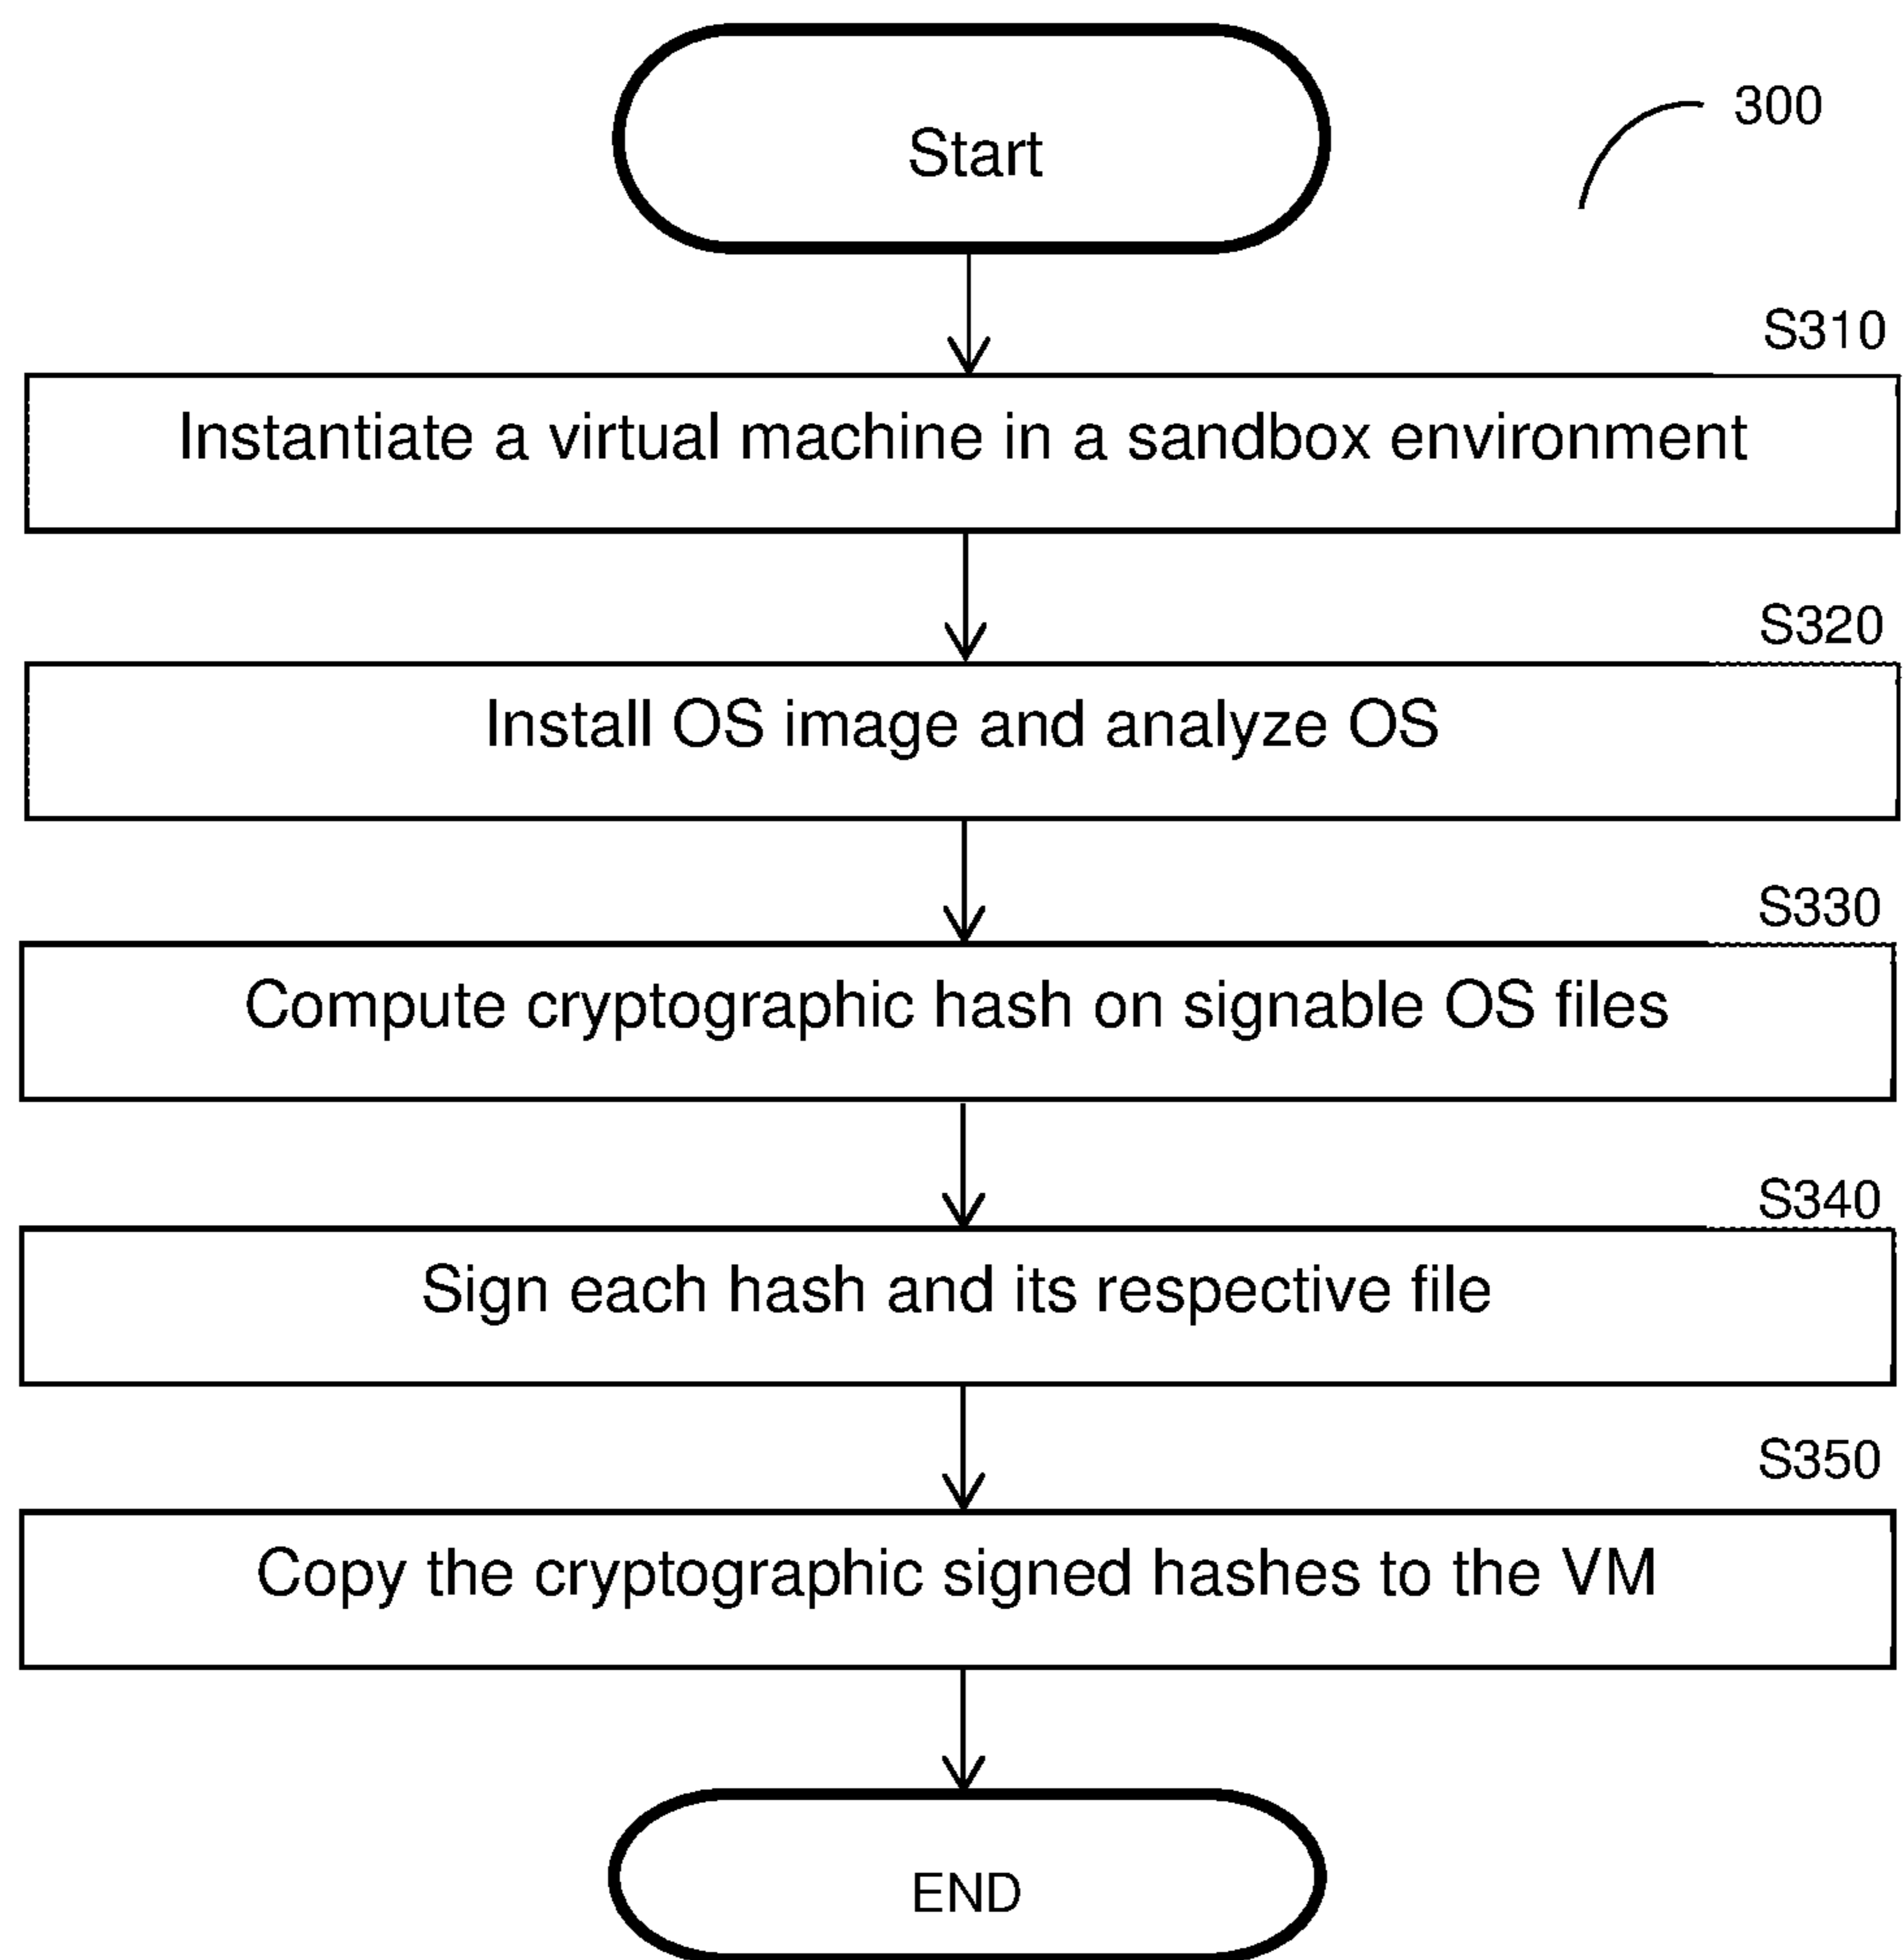 Start
300
S310
Instantiate a virtual machine in a sandbox environment
S320
Install OS image and analyze OS
S330
Compute cryptographic hash on signable OS files
S340
Sign each hash and its respective file
S350
Copy the cryptographic signed hashes to the VM
END